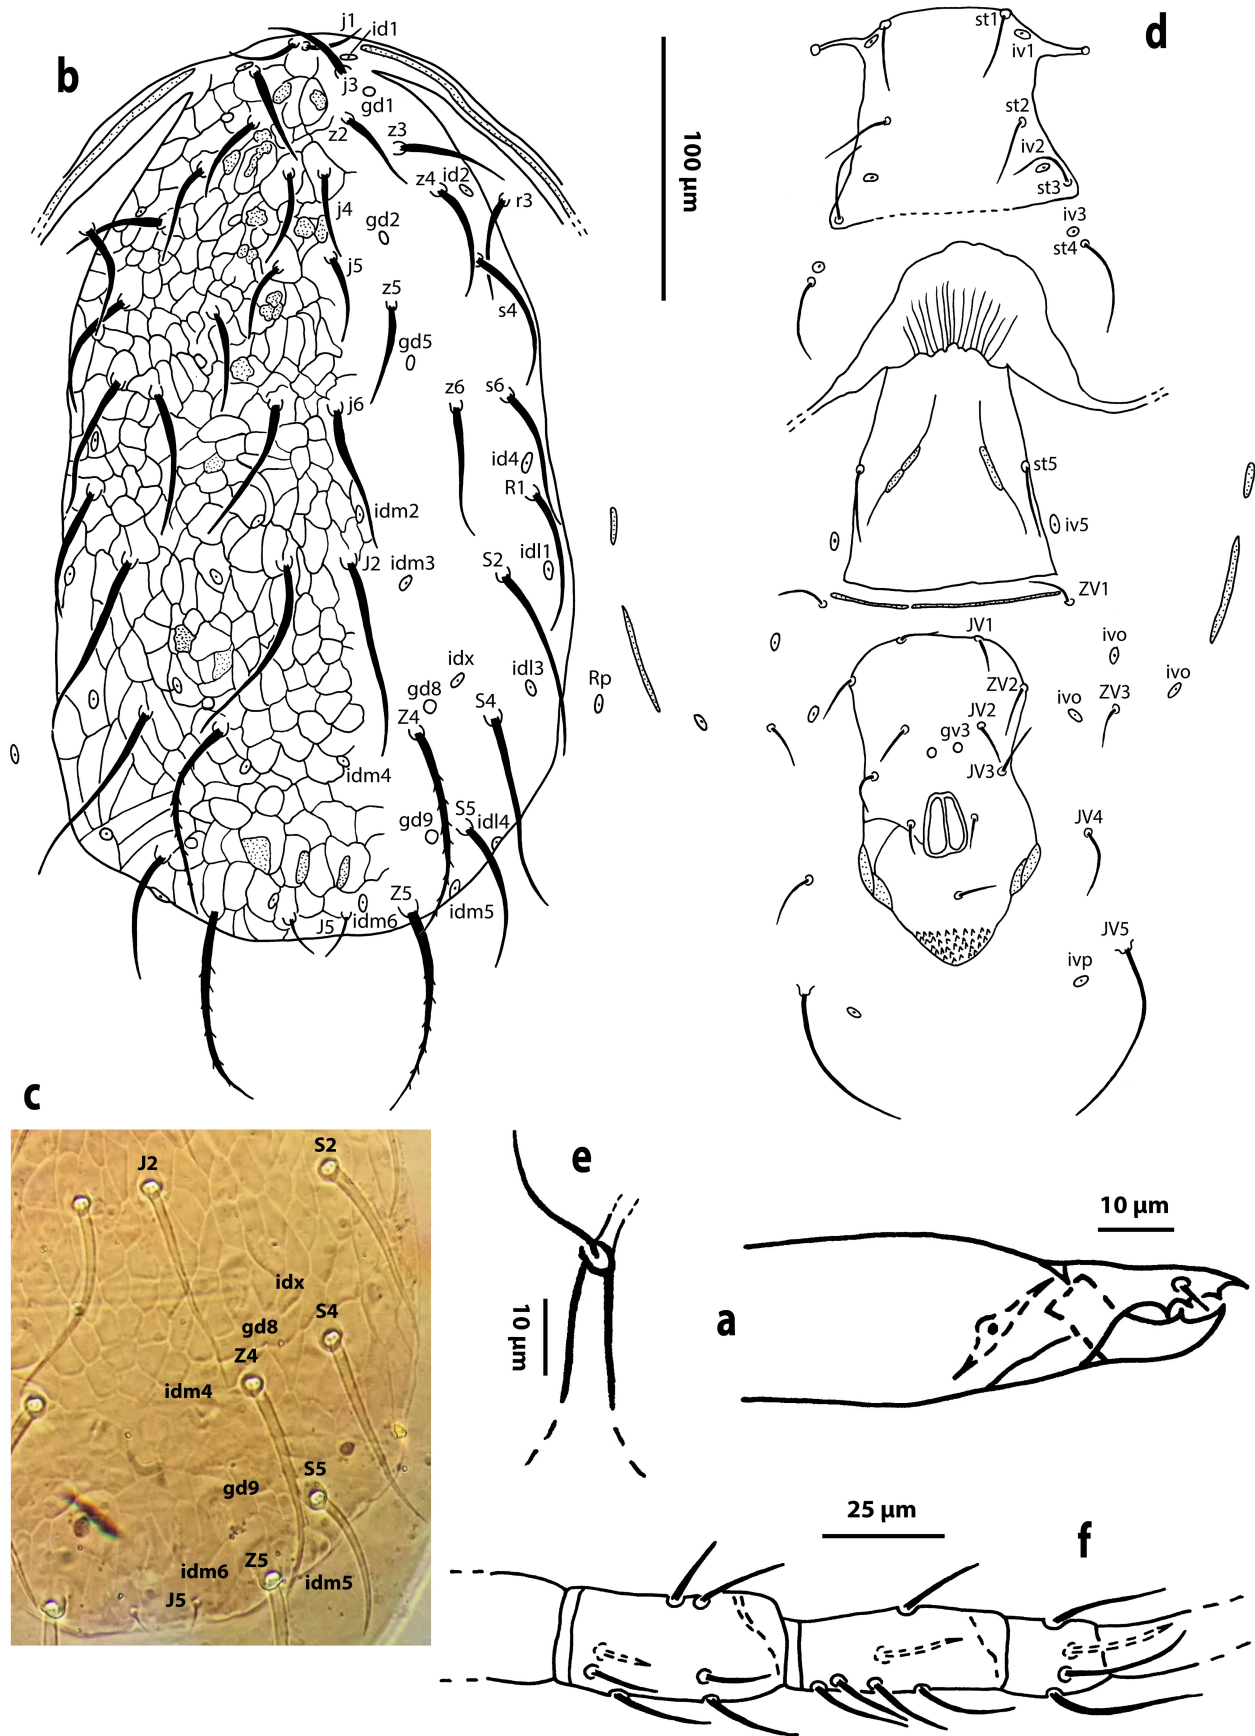 b
j1
id1
j3
gd1
z2
z3
z4
id2
r3
j4
gd2
j5
z5
s4
gd5
j6
z6
s6
id4
R1
idm2
J2
idm3
S2
idl1
idx
idl3
Rp
gd8
Z4
S4
idm4
gd9
S5
idl4
Z5
idm5
J5
idm6
100 µm
d
st1
iv1
st2
iv2
st3
iv3
st4
st5
iv5
ZV1
JV1
ivo
ZV2
ivo
ZV3
ivo
JV2
gv3
JV3
JV4
JV5
ivp
c
S2
J2
idx
S4
gd8
Z4
idm4
S5
gd9
Z5
idm6
idm5
J5
e
10 µm
a
10 µm
25 µm
f